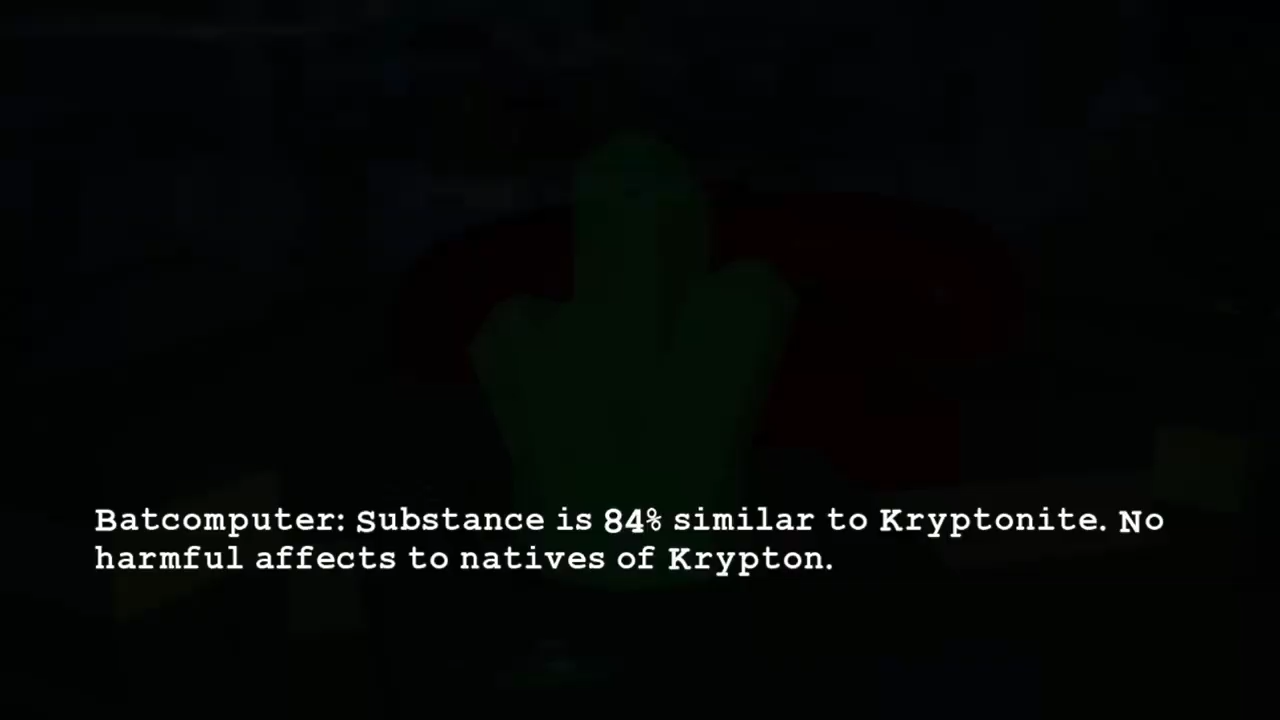 Batcomputer: Substance is 84% similar to Kryptonite. No
harmful affects to natives of Krypton.